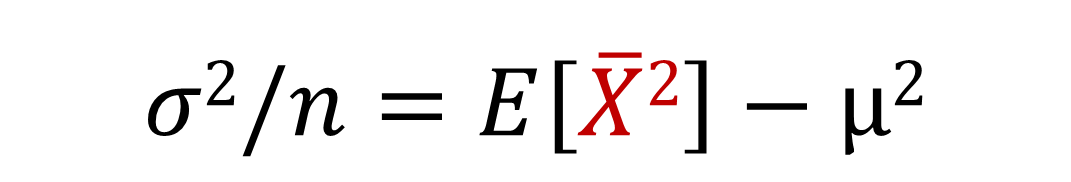 σ²/n = E[X̄²] − μ²